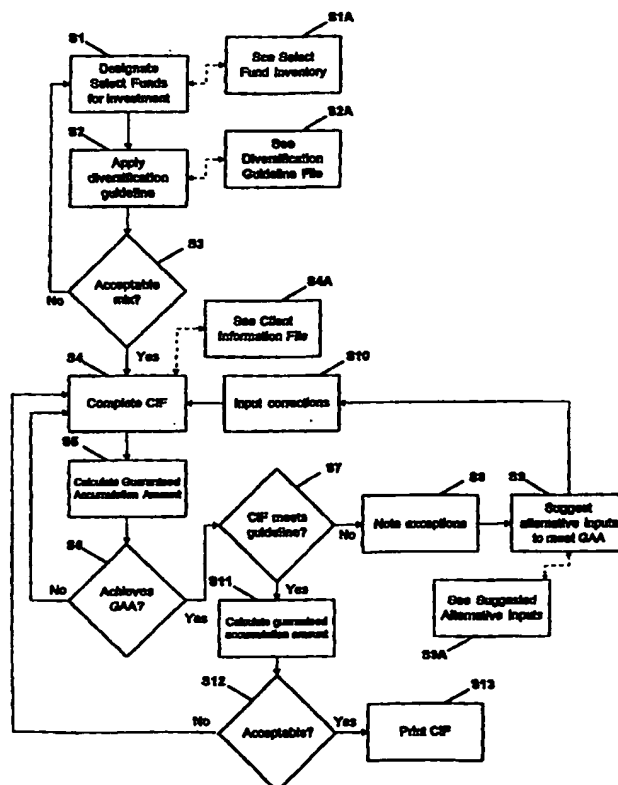 S1
Designate
Select Funds
for Investment
S1A
See Select
Fund Inventory
S2
Apply
diversification
guideline
S2A
See
Diversification
Guideline File
S3
Acceptable
mix?
No
Yes
S4A
See Client
Information File
S4
Complete CIF
S10
Input corrections
S5
Calculate Guaranteed
Accumulation Amount
S7
CIF meets
guideline?
No
Yes
S8
Note exceptions
S9
Suggest
alternative inputs
to meet GAA
S6
Achieves
GAA?
No
Yes
S11
Calculate guaranteed
accumulation amount
See Suggested
Alternative Inputs
S9A
S12
Acceptable?
No
Yes
S13
Print CIF